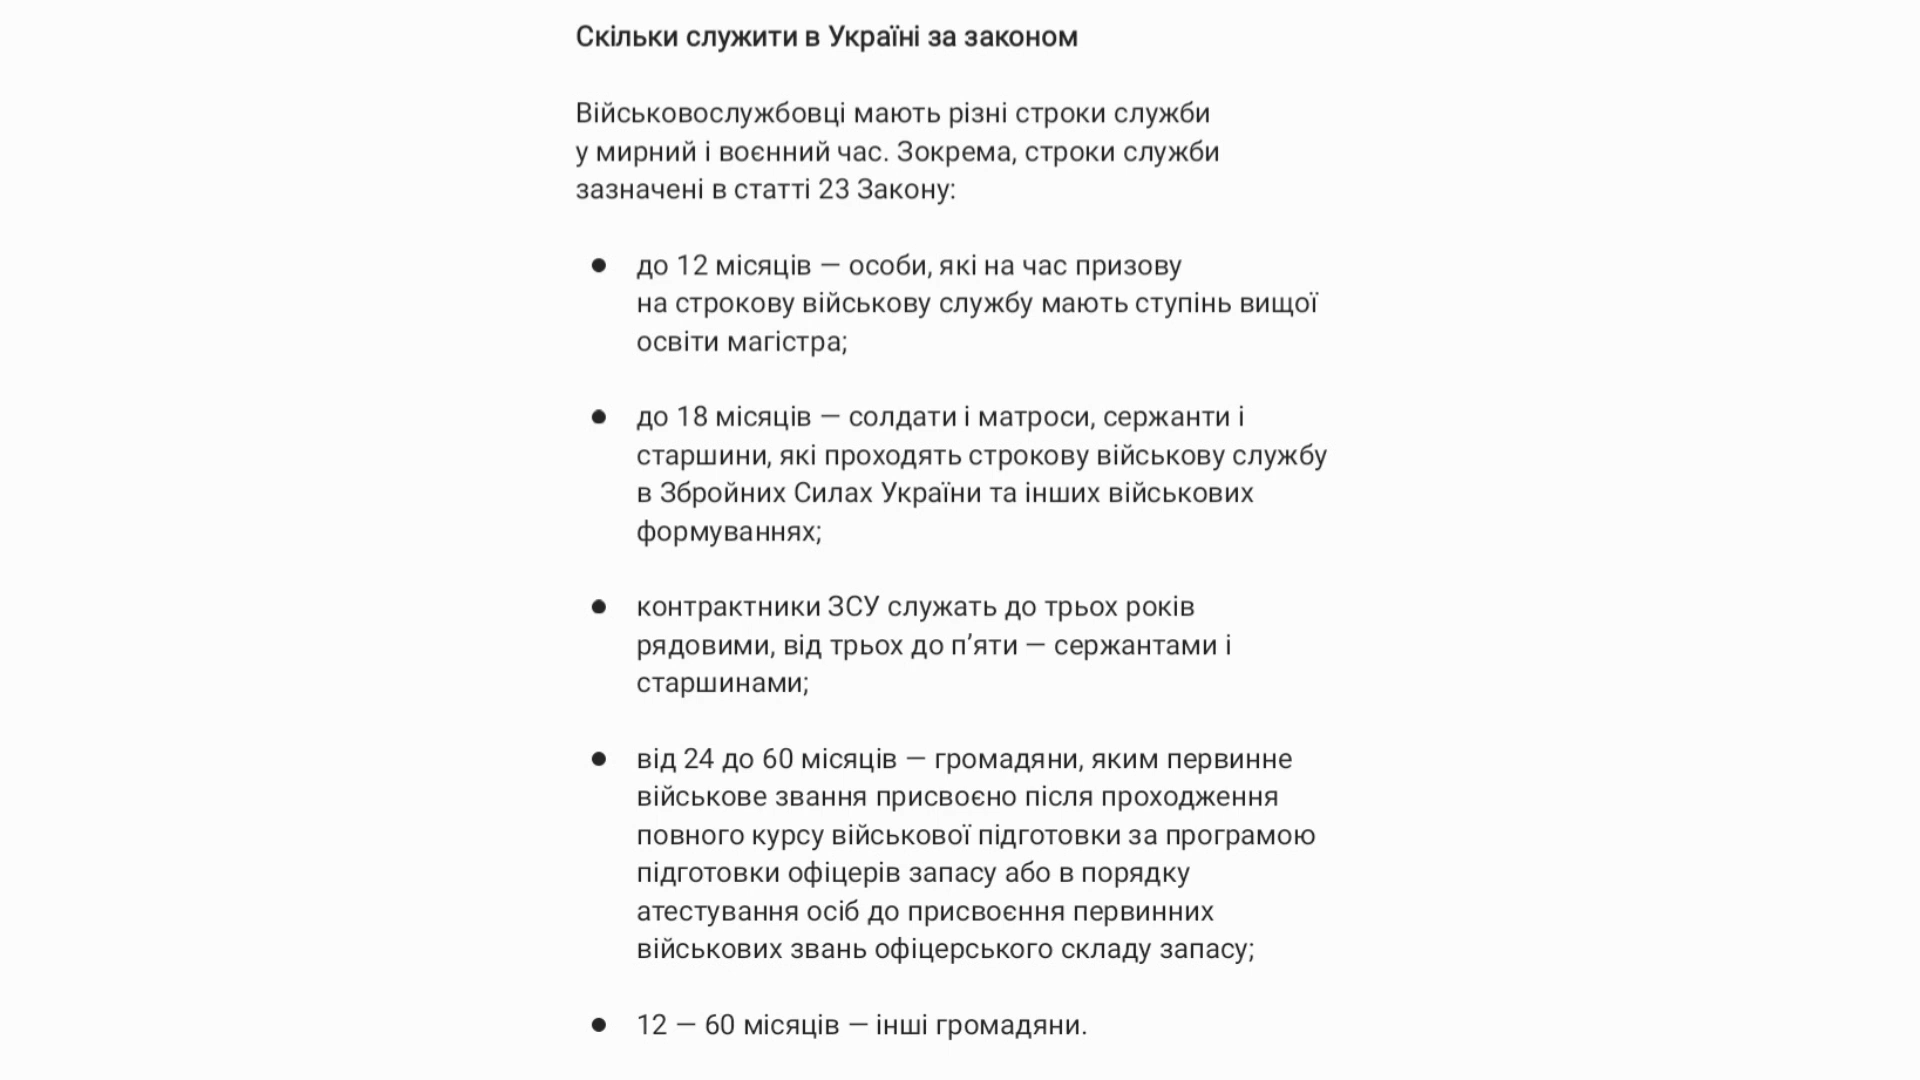 Скільки служити в Україні за законом
Військовослужбовці мають різні строки служби
у мирний і воєнний час. Зокрема, строки служби
зазначені в статті 23 Закону:
● до 12 місяців — особи, які на час призову
на строкову військову службу мають ступінь вищої
освіти магістра;
● до 18 місяців — солдати і матроси, сержанти і
старшини, які проходять строкову військову службу
в Збройних Силах України та інших військових
формуваннях;
● контрактники ЗСУ служать до трьох років
рядовими, від трьох до п’яти — сержантами і
старшинами;
● від 24 до 60 місяців — громадяни, яким первинне
військове звання присвоєно після проходження
повного курсу військової підготовки за програмою
підготовки офіцерів запасу або в порядку
атестування осіб до присвоєння первинних
військових звань офіцерського складу запасу;
● 12 — 60 місяців — інші громадяни.